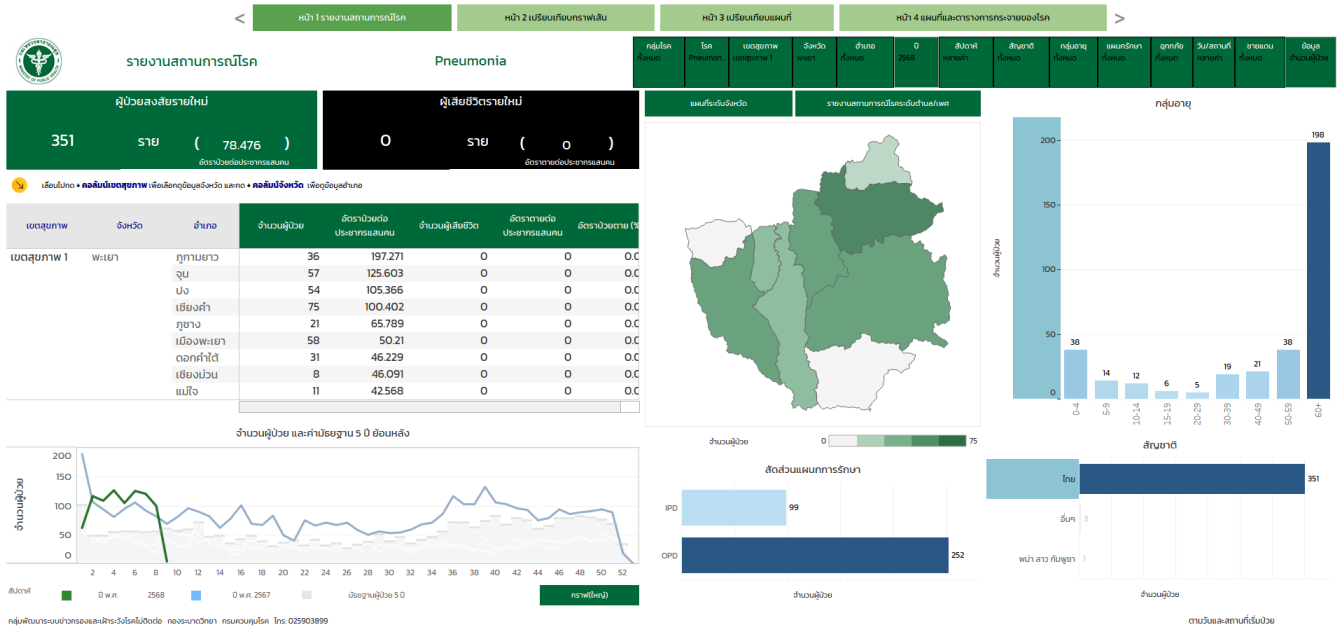 < หน้า 1 รายงานสถานการณ์โรค หน้า 2 เปรียบเทียบกราฟเส้น หน้า 3 เปรียบเทียบแผนที่ หน้า 4 แผนที่และตารางการกระจายของโรค >
รายงานสถานการณ์โรค
Pneumonia
กลุ่มโรค โรค เขตสุขภาพ จังหวัด อำเภอ ปี สัปดาห์ สัญชาติ กลุ่มอายุ แผนกรักษา อุทกภัย วัน/สถานที่ ชายแดน ข้อมูล
ทั้งหมด Pneumon. เขตสุขภาพ 1 พะเยา ทั้งหมด 2568 หลายค่า ทั้งหมด ทั้งหมด ทั้งหมด ทั้งหมด หลายค่า ทั้งหมด จำนวนผู้ป่วย
ผู้ป่วยสงสัยรายใหม่
351 ราย ( 78.476 )
อัตราป่วยต่อประชากรแสนคน
ผู้เสียชีวิตรายใหม่
0 ราย ( 0 )
อัตราตายต่อประชากรแสนคน
เลื่อนไปกด + คอลัมน์เขตสุขภาพ เพื่อเลือกดูข้อมูลจังหวัด และกด + คอลัมน์จังหวัด เพื่อดูข้อมูลอำเภอ
เขตสุขภาพ จังหวัด อำเภอ จำนวนผู้ป่วย อัตราป่วยต่อประชากรแสนคน จำนวนผู้เสียชีวิต อัตราตายต่อประชากรแสนคน อัตราป่วยตาย (%
เขตสุขภาพ 1 พะเยา ภูกามยาว 36 197.271 0 0 0.0
จุน 57 125.603 0 0 0.0
ปง 54 105.366 0 0 0.0
เชียงคำ 75 100.402 0 0 0.0
ภูซาง 21 65.789 0 0 0.0
เมืองพะเยา 58 50.21 0 0 0.0
ดอกคำใต้ 31 46.229 0 0 0.0
เชียงม่วน 8 46.091 0 0 0.0
แม่ใจ 11 42.568 0 0 0.0
แผนที่ระดับจังหวัด รายงานสถานการณ์โรคระดับตำบล/เพศ
จำนวนผู้ป่วย 0 75
กลุ่มอายุ
จำนวนผู้ป่วย
200
150
100
50
0
38 14 12 6 5 19 21 38 198
0-4 5-9 10-14 15-19 20-29 30-39 40-49 50-59 60+
จำนวนผู้ป่วย และค่ามัธยฐาน 5 ปี ย้อนหลัง
จำนวนผู้ป่วย
200
150
100
50
0
2 4 6 8 10 12 14 16 18 20 22 24 26 28 30 32 34 36 38 40 42 44 46 48 50 52
สัปดาห์ ปี พ.ศ. 2568 ปี พ.ศ. 2567 มัธยฐานผู้ป่วย 5 ปี
กราฟ(ใหญ่)
สัดส่วนแผนกการรักษา
IPD 99
OPD 252
จำนวนผู้ป่วย
สัญชาติ
ไทย 351
อื่นๆ 3
พม่า ลาว กัมพูชา 1
จำนวนผู้ป่วย
กลุ่มพัฒนาระบบข่าวกรองและเฝ้าระวังโรคไม่ติดต่อ กองระบาดวิทยา กรมควบคุมโรค โทร. 025903899
ตามวันและสถานที่เริ่มป่วย